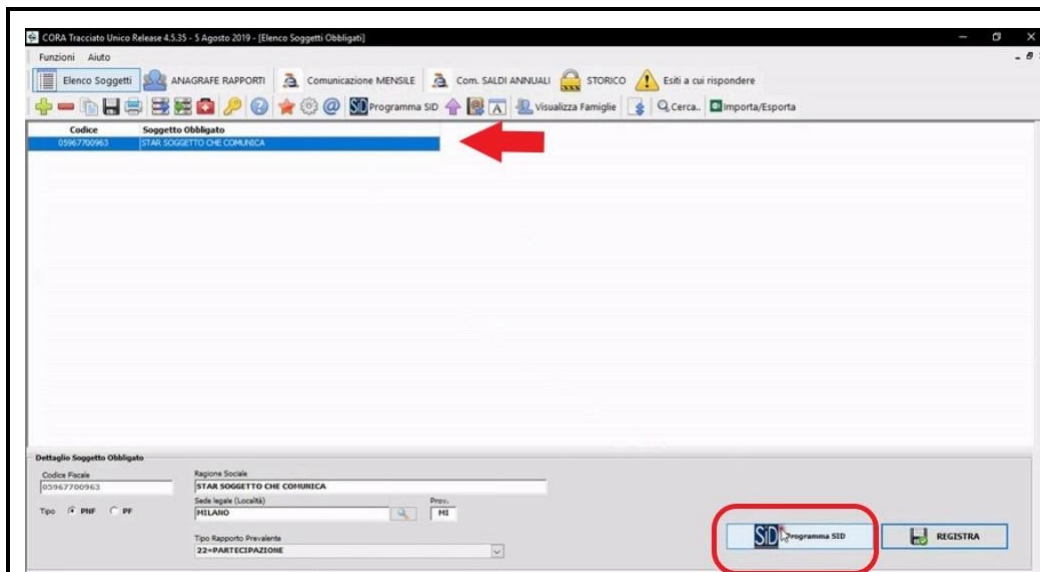 CORA Tracciato Unico Release 4.5.35 - 5 Agosto 2019 - [Elenco Soggetti Obbligati]
Funzioni Aiuto
Elenco Soggetti ANAGRAFE RAPPORTI Comunicazione MENSILE Com. SALDI ANNUALI STORICO Esiti a cui rispondere
SID Programma SID A Visualizza Famiglie Cerca.. Importa/Esporta
Codice Soggetto Obbligato
05967700963 STAR SOGGETTO CHE COMUNICA
Dettaglio Soggetto Obbligato
Codice Fiscale Ragione Sociale
05967700963 STAR SOGGETTO CHE COMUNICA
Sede legale (Località) Prov.
Tipo PNF PF MILANO MI
Tipo Rapporto Prevalente
22=PARTECIPAZIONE
SiD Programma SID REGISTRA